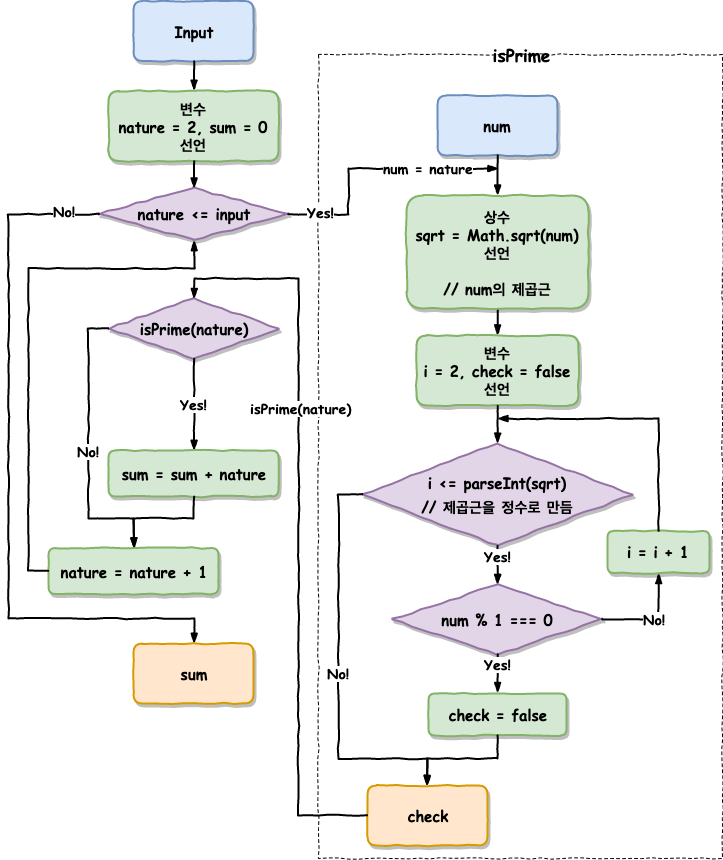 Input
변수
nature = 2, sum = 0
선언
nature <= input
No!
Yes!
isPrime(nature)
Yes!
No!
sum = sum + nature
nature = nature + 1
sum
isPrime(nature)
isPrime
num
num = nature
상수
sqrt = Math.sqrt(num)
선언
// num의 제곱근
변수
i = 2, check = false
선언
i <= parseInt(sqrt)
// 제곱근을 정수로 만듬
Yes!
i = i + 1
num % 1 === 0
No!
Yes!
No!
check = false
check